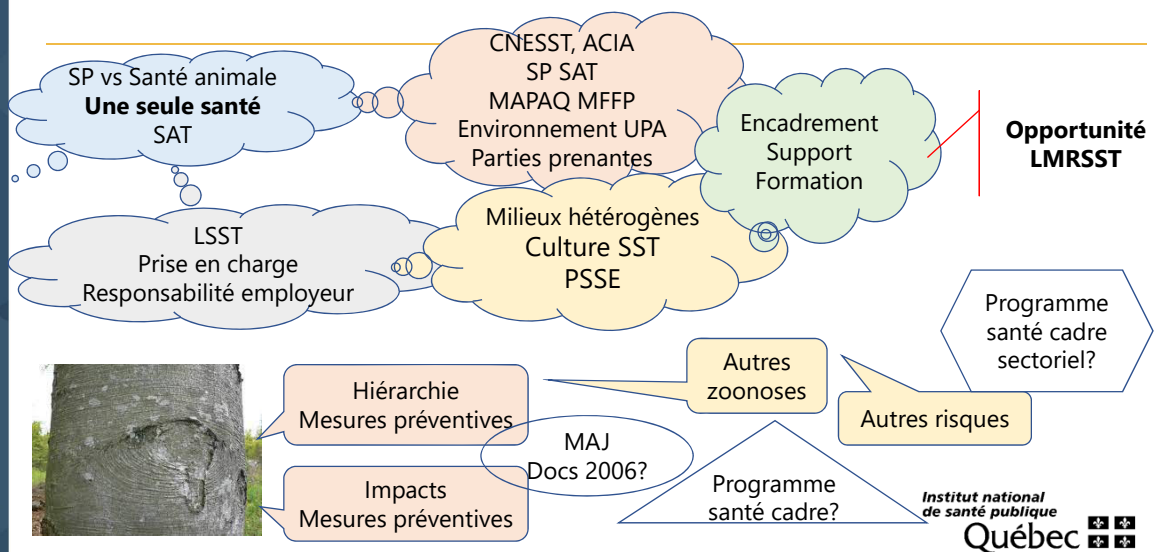 SP vs Santé animale
Une seule santé
SAT
CNESST, ACIA
SP SAT
MAPAQ MFFP
Environnement UPA
Parties prenantes
Encadrement
Support
Formation
Opportunité
LMRSST
LSST
Prise en charge
Responsabilité employeur
Milieux hétérogènes
Culture SST
PSSE
Programme
santé cadre
sectoriel?
Hiérarchie
Mesures préventives
Autres
zoonoses
Autres risques
MAJ
Docs 2006?
Impacts
Mesures préventives
Programme
santé cadre?
Institut national
de santé publique
Québec